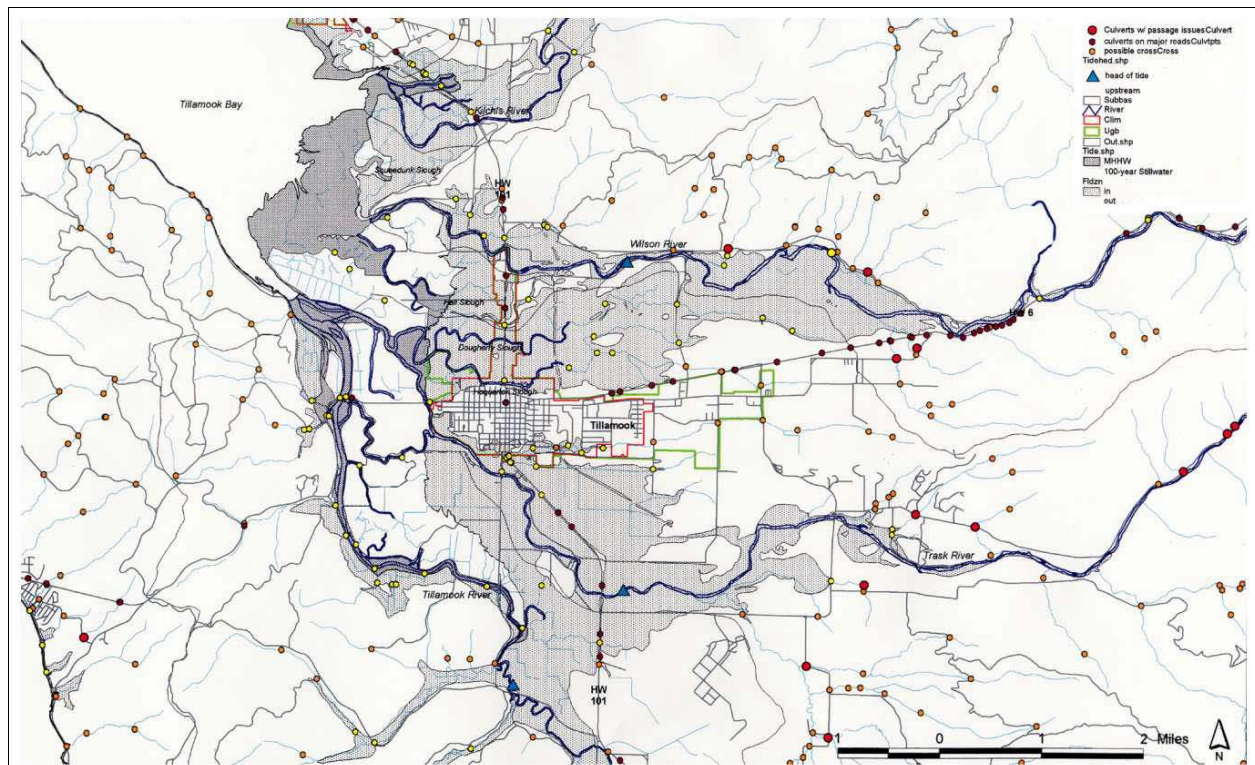 Culverts w/ passage issuesCulvert
culverts on major roadsCulvtpts
possible crossCross
Tidehed.shp
head of tide
upstream
Subbas
River
Clim
Ugb
Out.shp
Tide.shp
MHHW
100-year Stillwater
Fldzn
in
out
Tillamook Bay
Kilchis River
Squeedunk Slough
HW
101
Wilson River
Hall Slough
HW 6
Dougherty Slough
Hoquarten Slough
Tillamook
Trask River
Tillamook River
HW
101
1
0
1
2
Miles
N